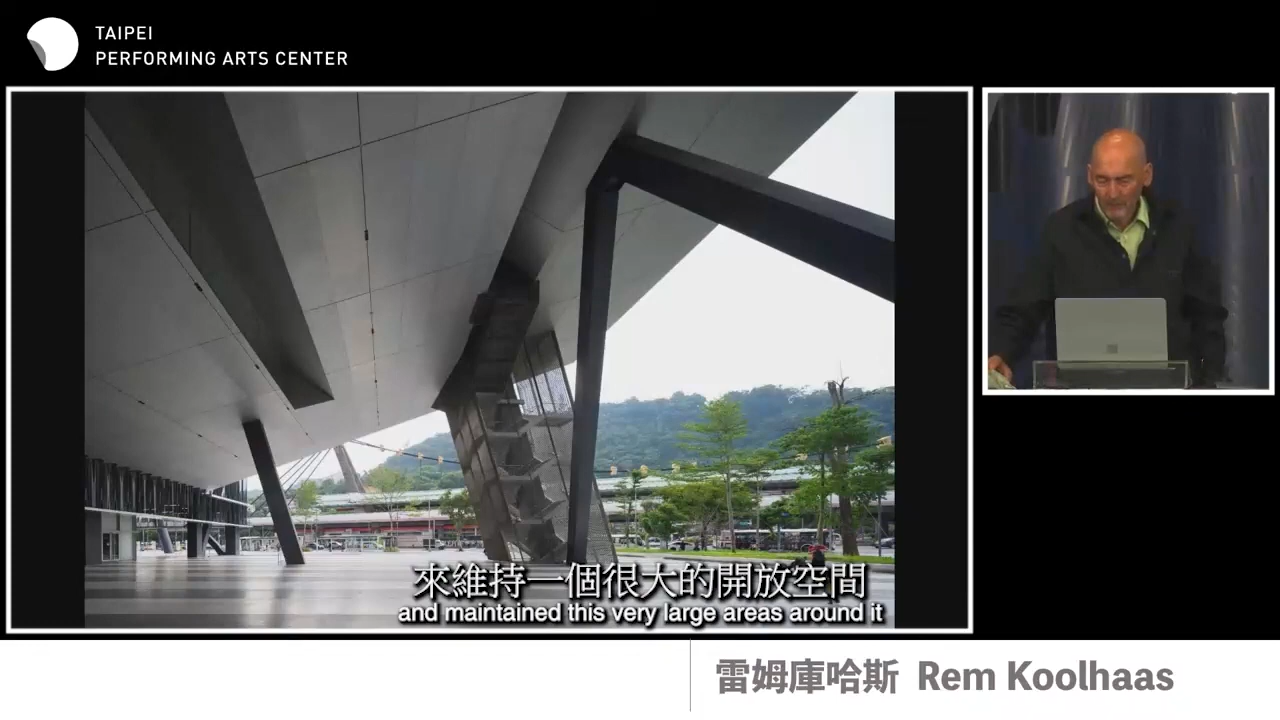 TAIPEI
PERFORMING ARTS CENTER
來維持一個很大的開放空間
and maintained this very large areas around it
雷姆庫哈斯 Rem Koolhaas